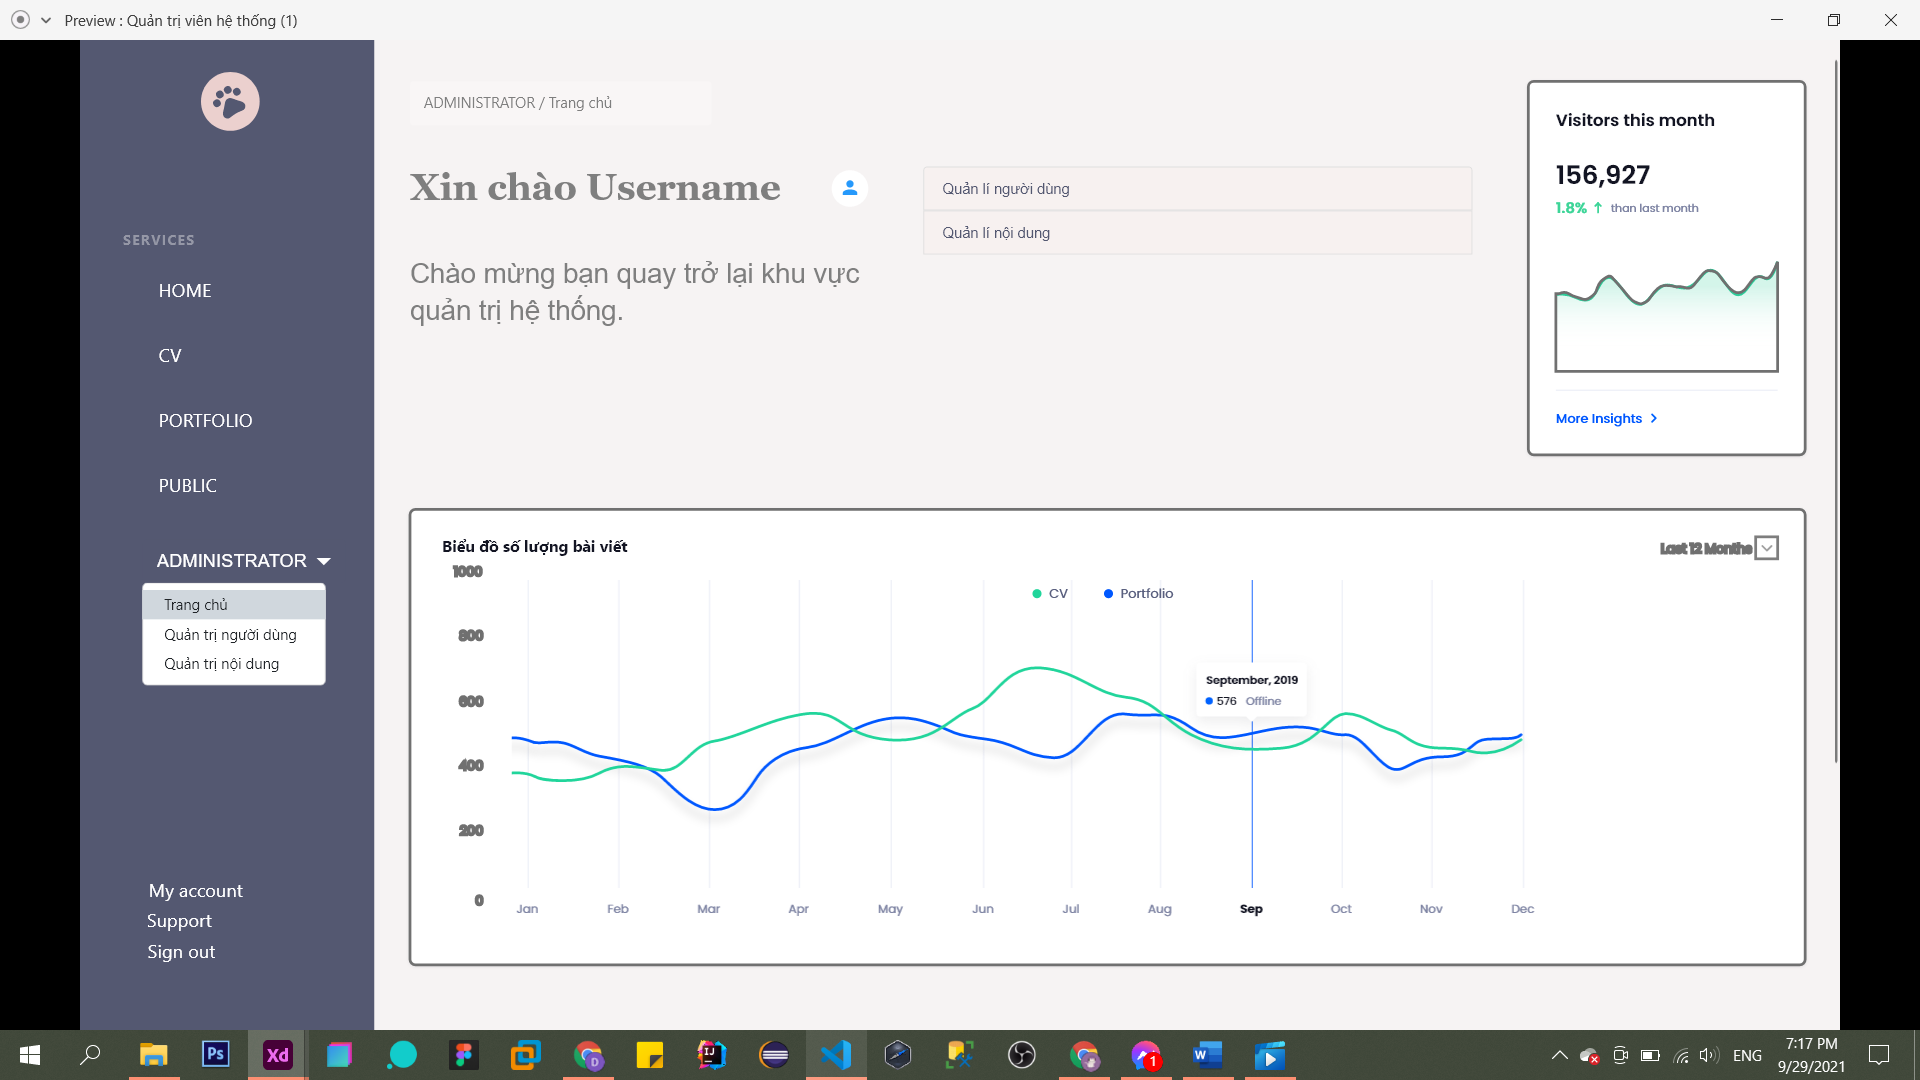 Preview : Quản trị viên hệ thống (1)
SERVICES
HOME
CV
PORTFOLIO
PUBLIC
ADMINISTRATOR
Trang chủ
Quản trị người dùng
Quản trị nội dung
My account
Support
Sign out
ADMINISTRATOR / Trang chủ
Xin chào Username
Chào mừng bạn quay trở lại khu vực
quản trị hệ thống.
Quản lí người dùng
Quản lí nội dung
Visitors this month
156,927
1.8% ↑ than last month
More Insights >
Biểu đồ số lượng bài viết
Last 12 Months
CV Portfolio
1000
800
600
400
200
0
September, 2019
576 Offline
Jan Feb Mar Apr May Jun Jul Aug Sep Oct Nov Dec
Ps Xd IJ W 1
ENG
7:17 PM
9/29/2021